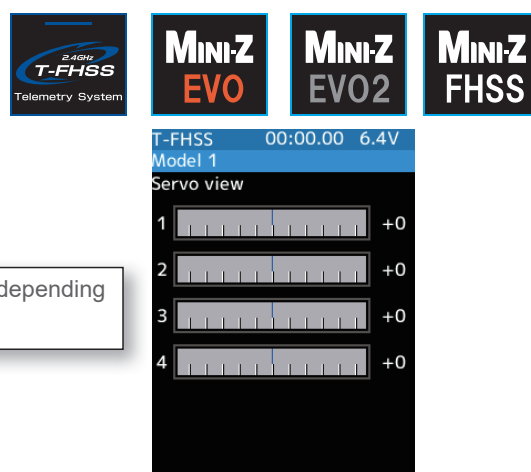 2.4GHz
T-FHSS
Telemetry System
MINI-Z
EVO
MINI-Z
EVO2
MINI-Z
FHSS
T-FHSS 00:00.00 6.4V
Model 1
Servo view
1 +0
2 +0
depending
3 +0
4 +0